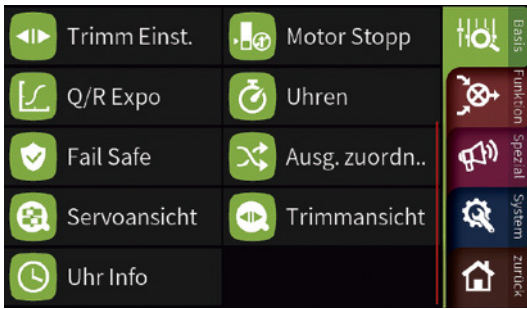 Trimm Einst.
Motor Stopp
Q/R Expo
Uhren
Fail Safe
Ausg. zuordn..
Servoansicht
Trimmansicht
Uhr Info
Basis
Funktion
Spezial
System
zurück